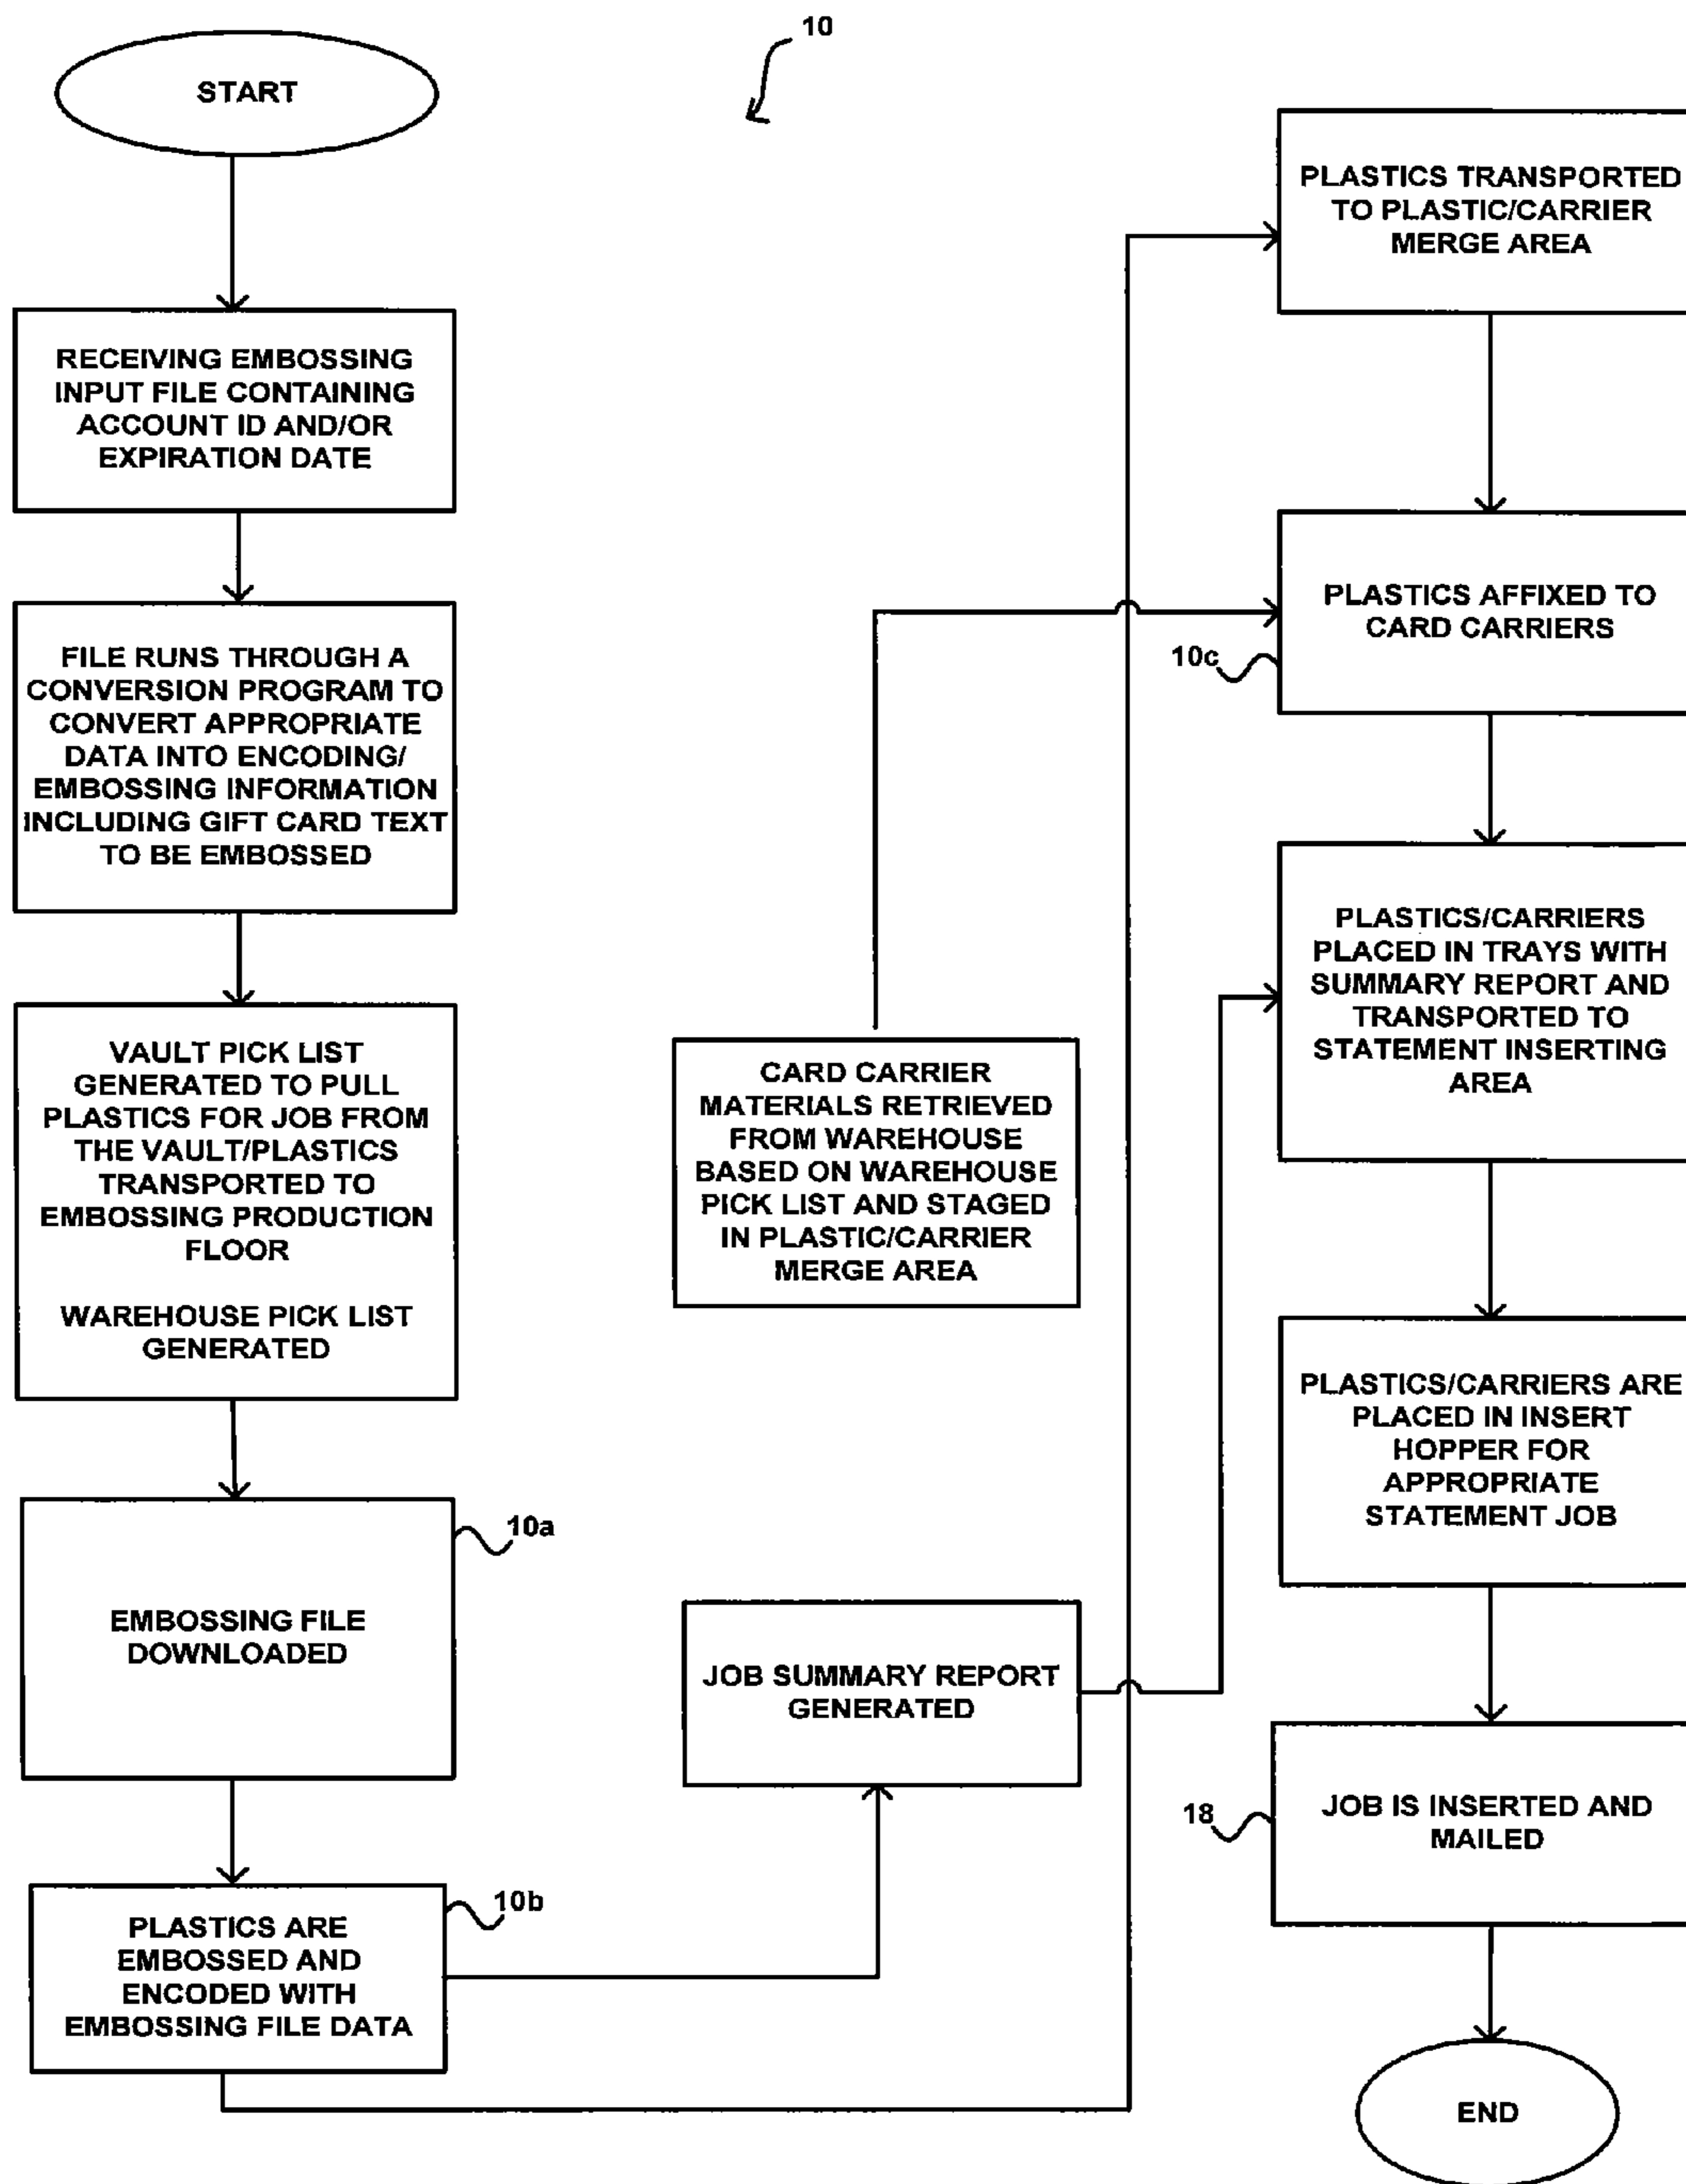 10
START
RECEIVING EMBOSSING
INPUT FILE CONTAINING
ACCOUNT ID AND/OR
EXPIRATION DATE
FILE RUNS THROUGH A
CONVERSION PROGRAM TO
CONVERT APPROPRIATE
DATA INTO ENCODING/
EMBOSSING INFORMATION
INCLUDING GIFT CARD TEXT
TO BE EMBOSSED
VAULT PICK LIST
GENERATED TO PULL
PLASTICS FOR JOB FROM
THE VAULT/PLASTICS
TRANSPORTED TO
EMBOSSING PRODUCTION
FLOOR
WAREHOUSE PICK LIST
GENERATED
10a
EMBOSSING FILE
DOWNLOADED
10b
PLASTICS ARE
EMBOSSED AND
ENCODED WITH
EMBOSSING FILE DATA
CARD CARRIER
MATERIALS RETRIEVED
FROM WAREHOUSE
BASED ON WAREHOUSE
PICK LIST AND STAGED
IN PLASTIC/CARRIER
MERGE AREA
JOB SUMMARY REPORT
GENERATED
PLASTICS TRANSPORTED
TO PLASTIC/CARRIER
MERGE AREA
PLASTICS AFFIXED TO
CARD CARRIERS
10c
PLASTICS/CARRIERS
PLACED IN TRAYS WITH
SUMMARY REPORT AND
TRANSPORTED TO
STATEMENT INSERTING
AREA
PLASTICS/CARRIERS ARE
PLACED IN INSERT
HOPPER FOR
APPROPRIATE
STATEMENT JOB
18
JOB IS INSERTED AND
MAILED
END